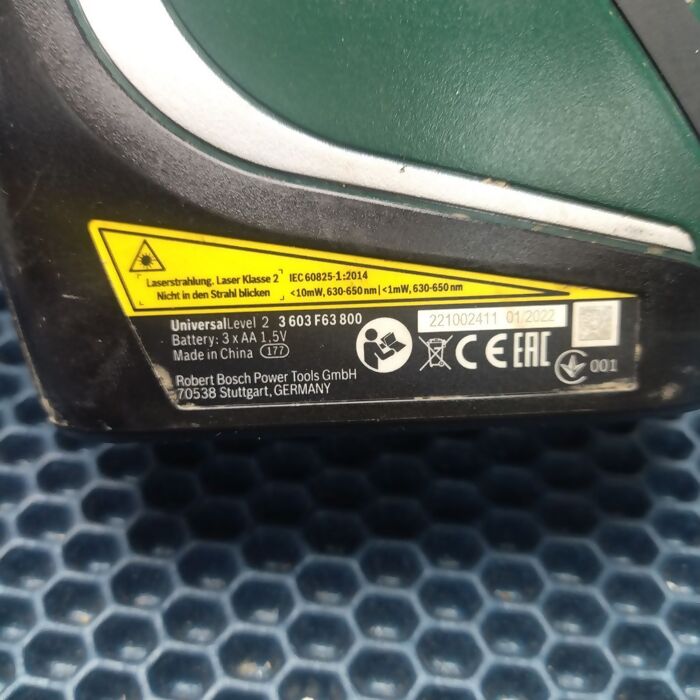 Laserstrahlung. Laser Klasse 2
Nicht in den Strahl blicken
IEC 60825-1:2014
<10mW, 630-650 nm | <1mW, 630-650 nm
UniversalLevel 2 3 603 F63 800
Battery: 3 x AA 1,5V
Made in China 177
Robert Bosch Power Tools GmbH
70538 Stuttgart, GERMANY
221002411 01/2022
CE EAC
001